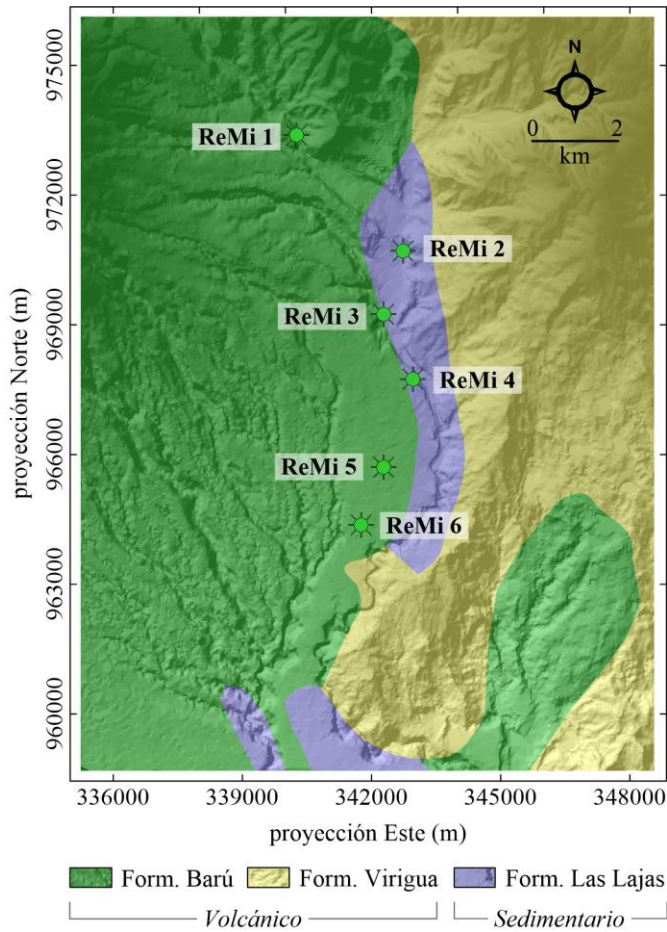 N
0 2
km
ReMi 1
ReMi 2
ReMi 3
ReMi 4
ReMi 5
ReMi 6
proyección Norte (m)
975000
972000
969000
966000
963000
960000
336000 339000 342000 345000 348000
proyección Este (m)
Form. Barú Form. Virigua Form. Las Lajas
Volcánico Sedimentario